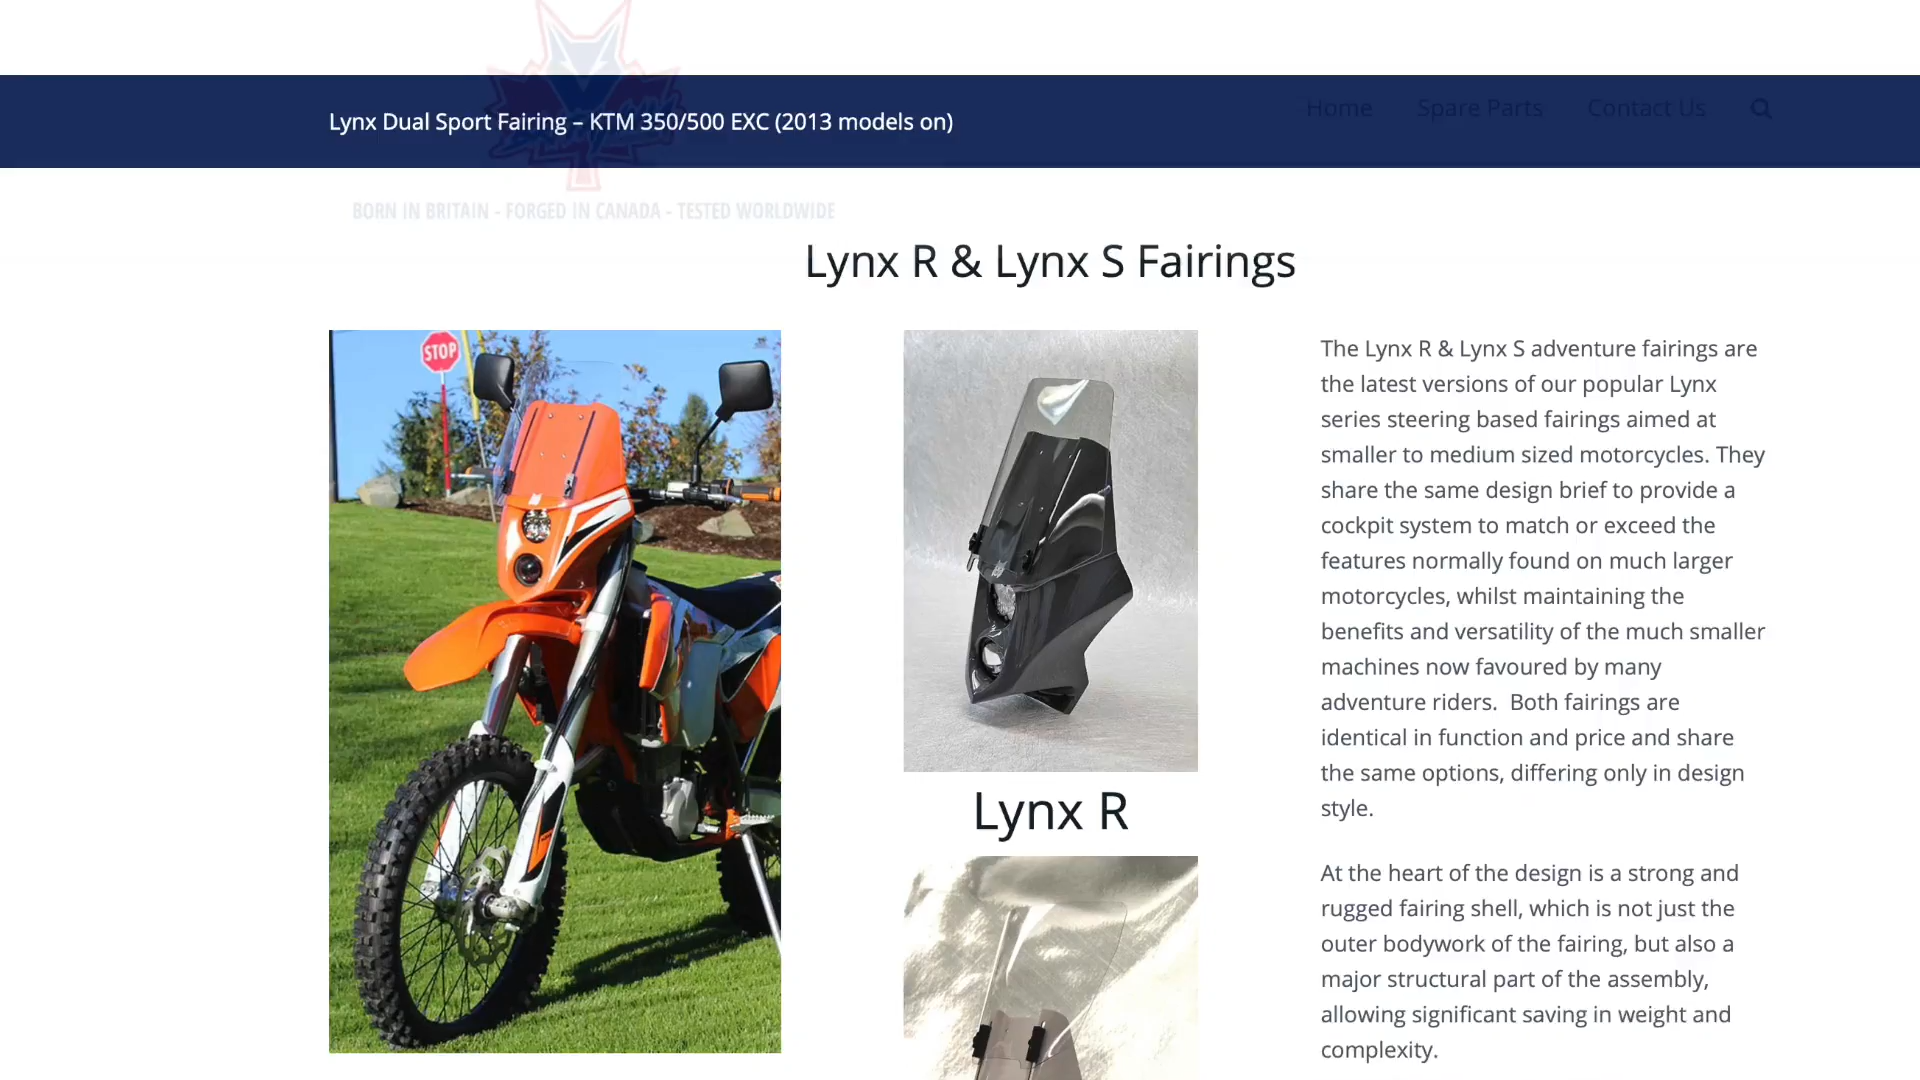 Home Spare Parts Contact Us
Lynx Dual Sport Fairing – KTM 350/500 EXC (2013 models on)
BORN IN BRITAIN - FORGED IN CANADA - TESTED WORLDWIDE
Lynx R & Lynx S Fairings
STOP
Lynx R
The Lynx R & Lynx S adventure fairings are
the latest versions of our popular Lynx
series steering based fairings aimed at
smaller to medium sized motorcycles. They
share the same design brief to provide a
cockpit system to match or exceed the
features normally found on much larger
motorcycles, whilst maintaining the
benefits and versatility of the much smaller
machines now favoured by many
adventure riders. Both fairings are
identical in function and price and share
the same options, differing only in design
style.
At the heart of the design is a strong and
rugged fairing shell, which is not just the
outer bodywork of the fairing, but also a
major structural part of the assembly,
allowing significant saving in weight and
complexity.